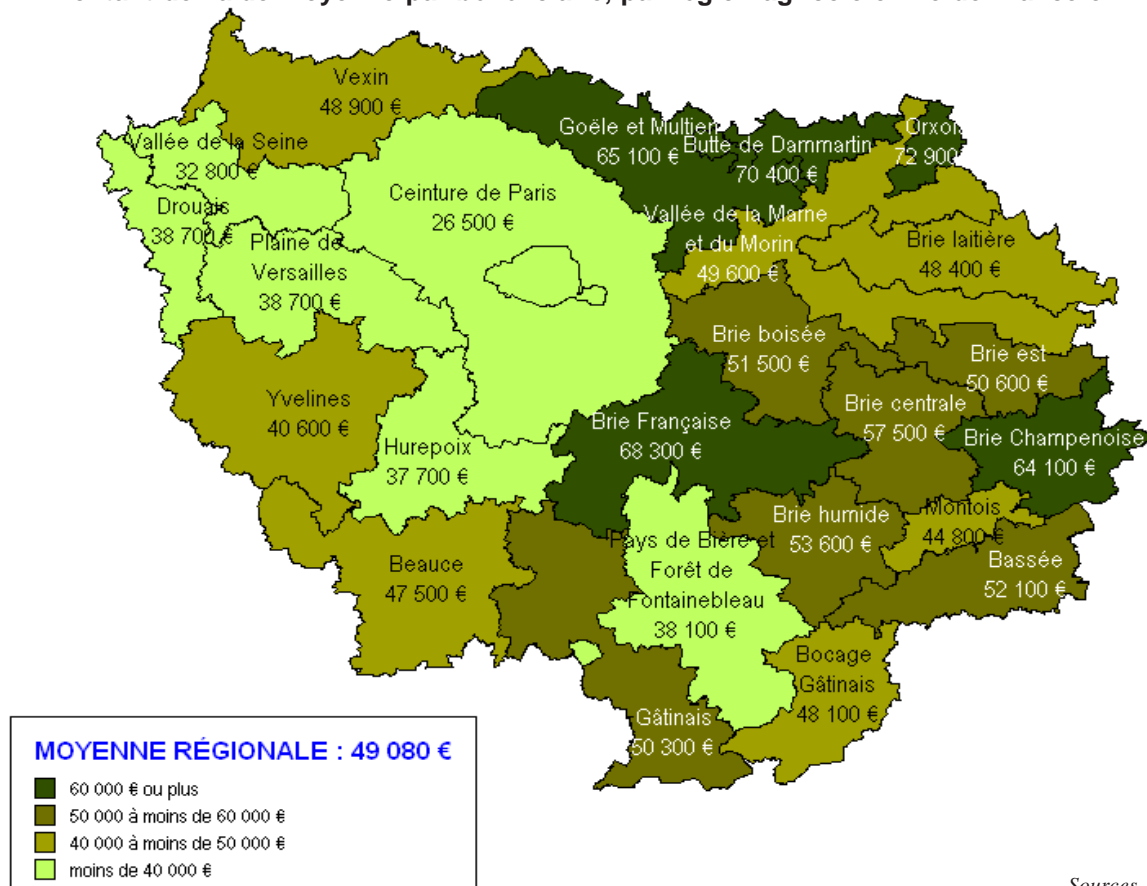 Vexin
48 900 €
Vallée de la Seine
32 800 €
Drouais
38 700 €
Plaine de
Versailles
38 700 €
Ceinture de Paris
26 500 €
Goële et Multien
65 100 €
Butte de Dammartin
70 400 €
72 900
Vallée de la Marne
et du Morin
49 600 €
Brie laitière
48 400 €
Brie boisée
51 500 €
Brie est
50 600 €
Brie centrale
57 500 €
Brie Champenoise
64 100 €
Yvelines
40 600 €
Hurepoix
37 700 €
Brie Française
68 300 €
Brie humide
53 600 €
Montois
44 800 €
Bassée
52 100 €
Beauce
47 500 €
Pays de Bière et
Forêt de
Fontainebleau
38 100 €
Bocage
Gâtinais
48 100 €
Gâtinais
50 300 €
MOYENNE RÉGIONALE : 49 080 €
60 000 € ou plus
50 000 à moins de 60 000 €
40 000 à moins de 50 000 €
moins de 40 000 €
Sources